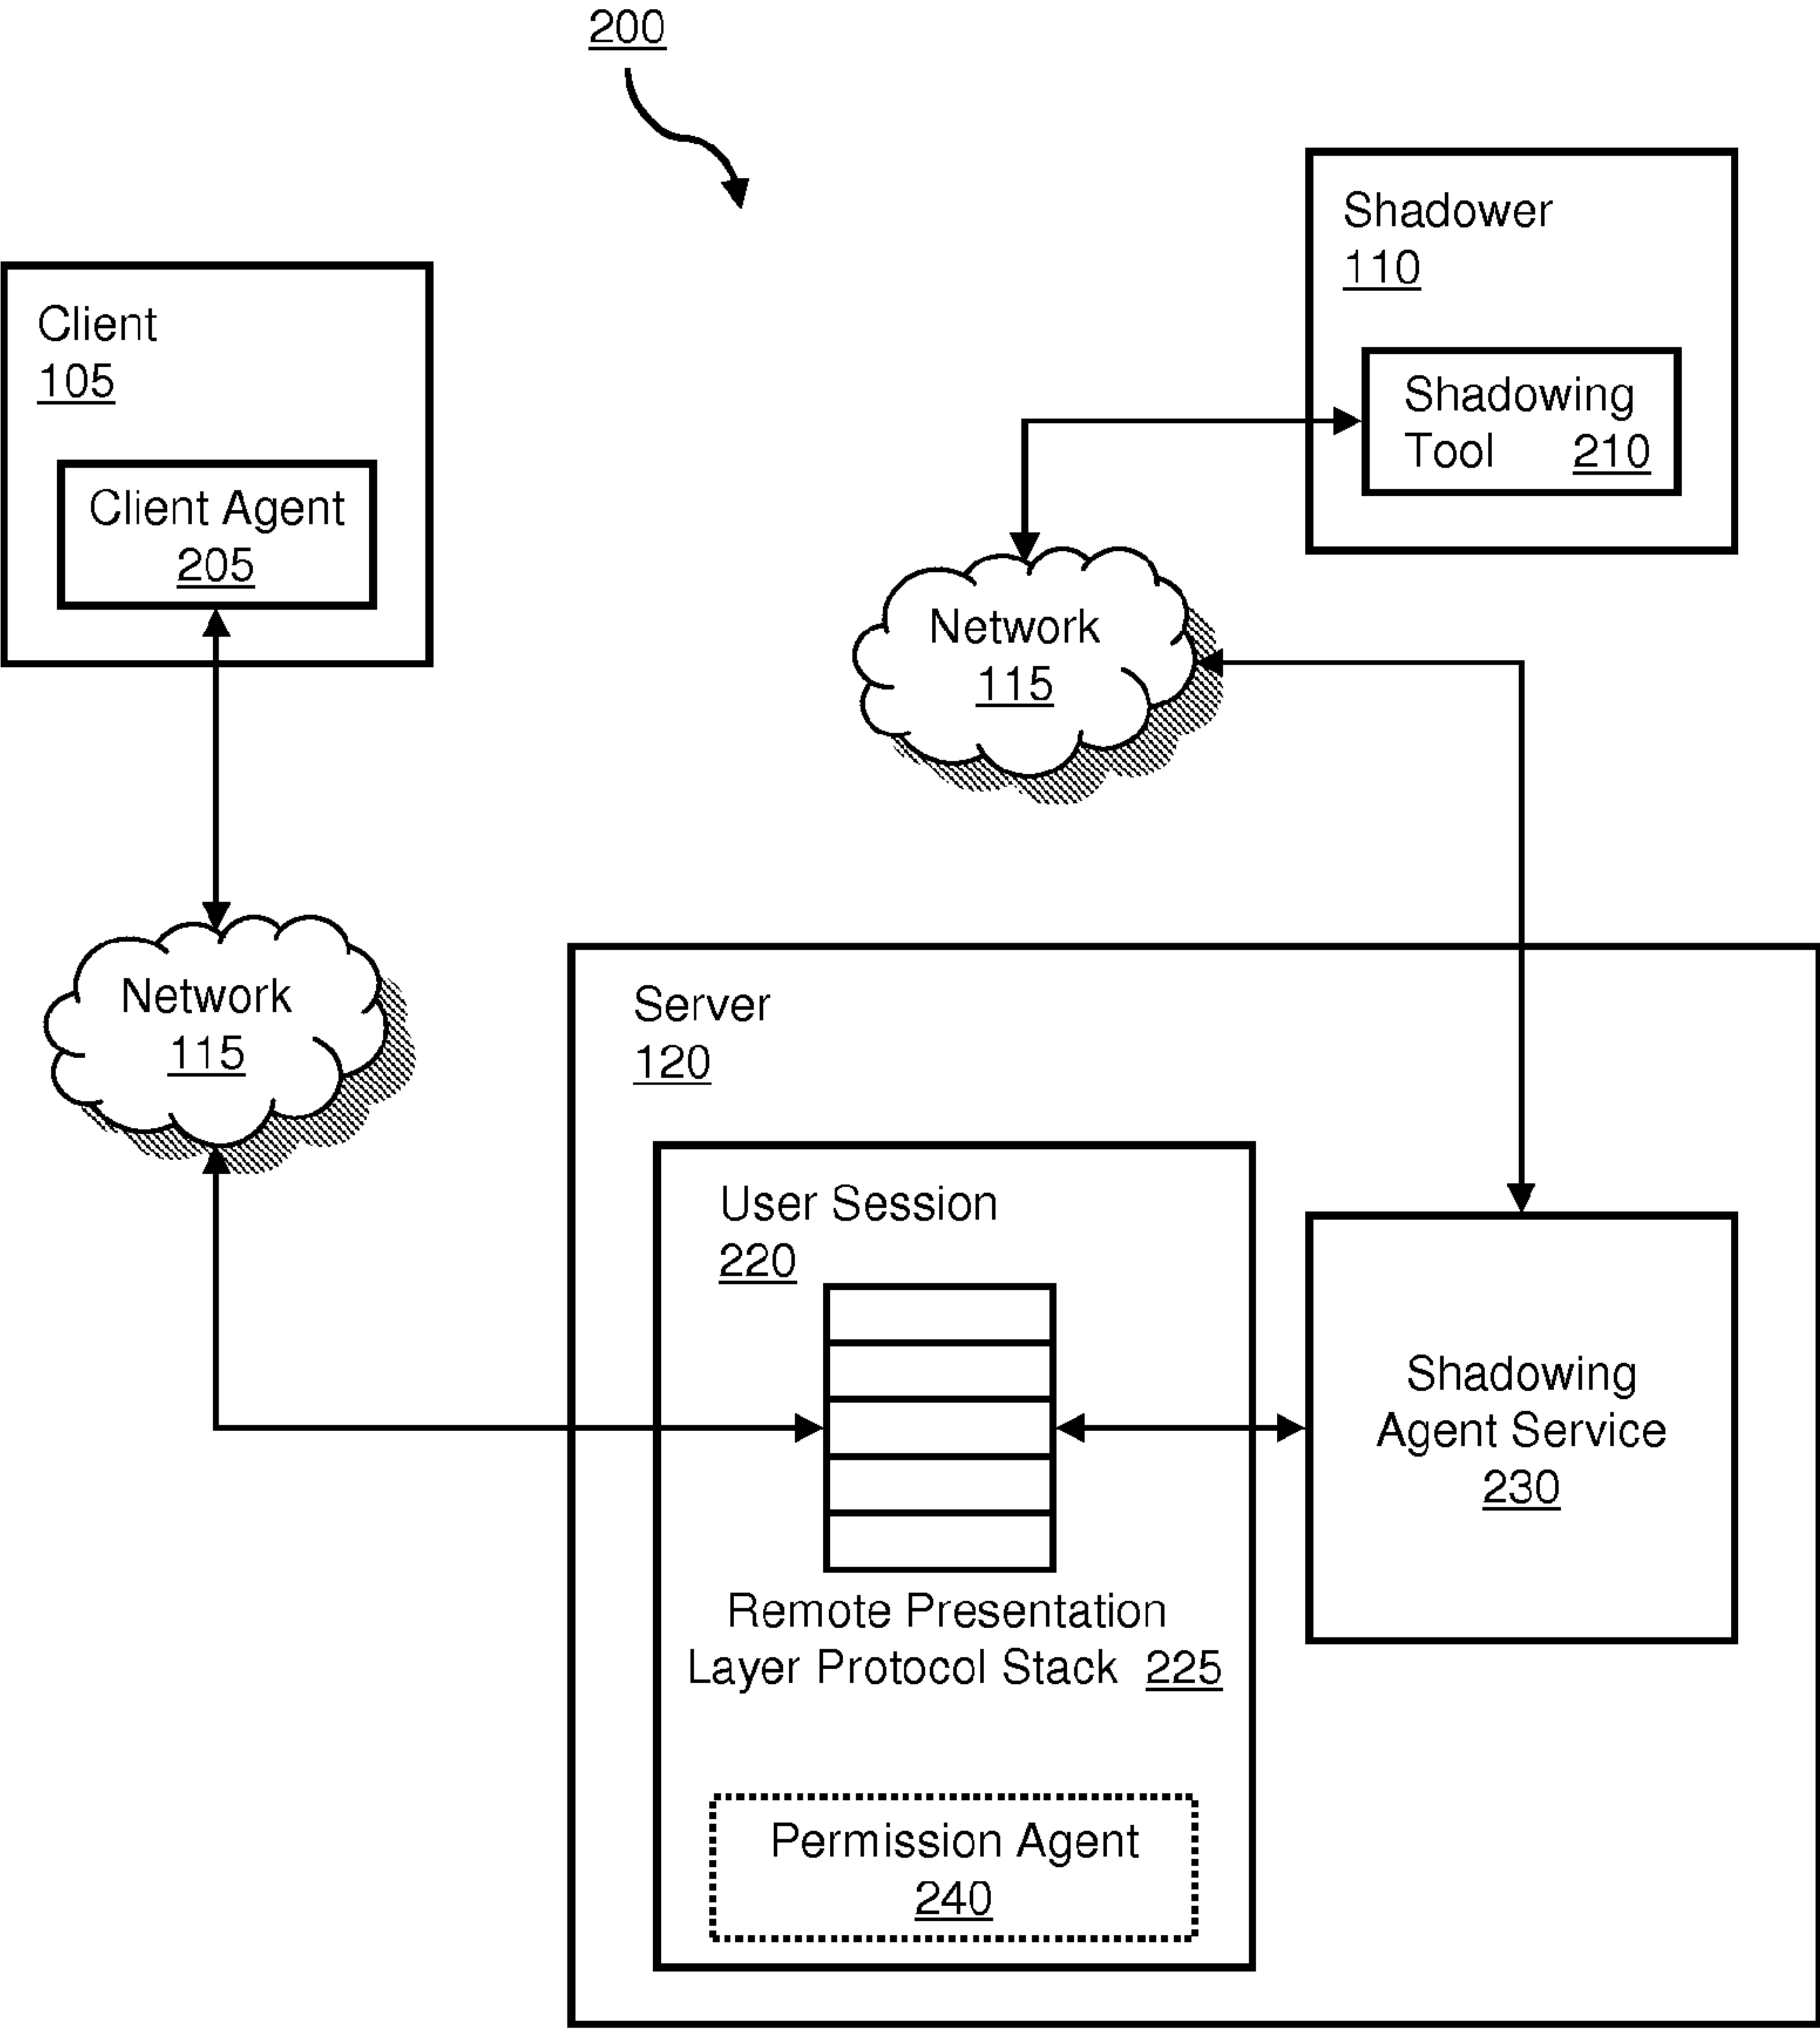 200
Shadower
110
Shadowing
Tool 210
Client
105
Client Agent
205
Network
115
Network
115
Server
120
User Session
220
Shadowing
Agent Service
230
Remote Presentation
Layer Protocol Stack 225
Permission Agent
240